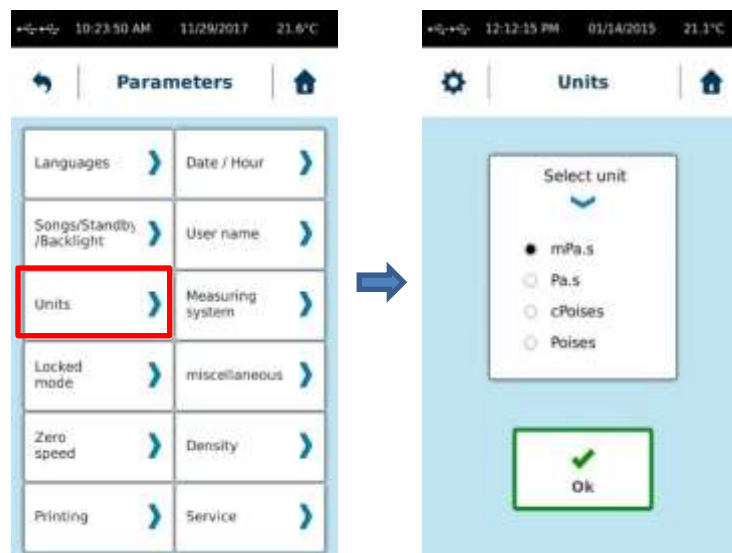 10:23:50 AM 11/29/2017 21.6°C
Parameters
Languages
Date / Hour
Songs/Standby
/Backlight
User name
Units
Measuring
system
Locked
mode
miscellaneous
Zero
speed
Density
Printing
Service
12:12:15 PM 01/14/2015 21.1°C
Units
Select unit
mPa.s
Pa.s
cPoises
Poises
Ok